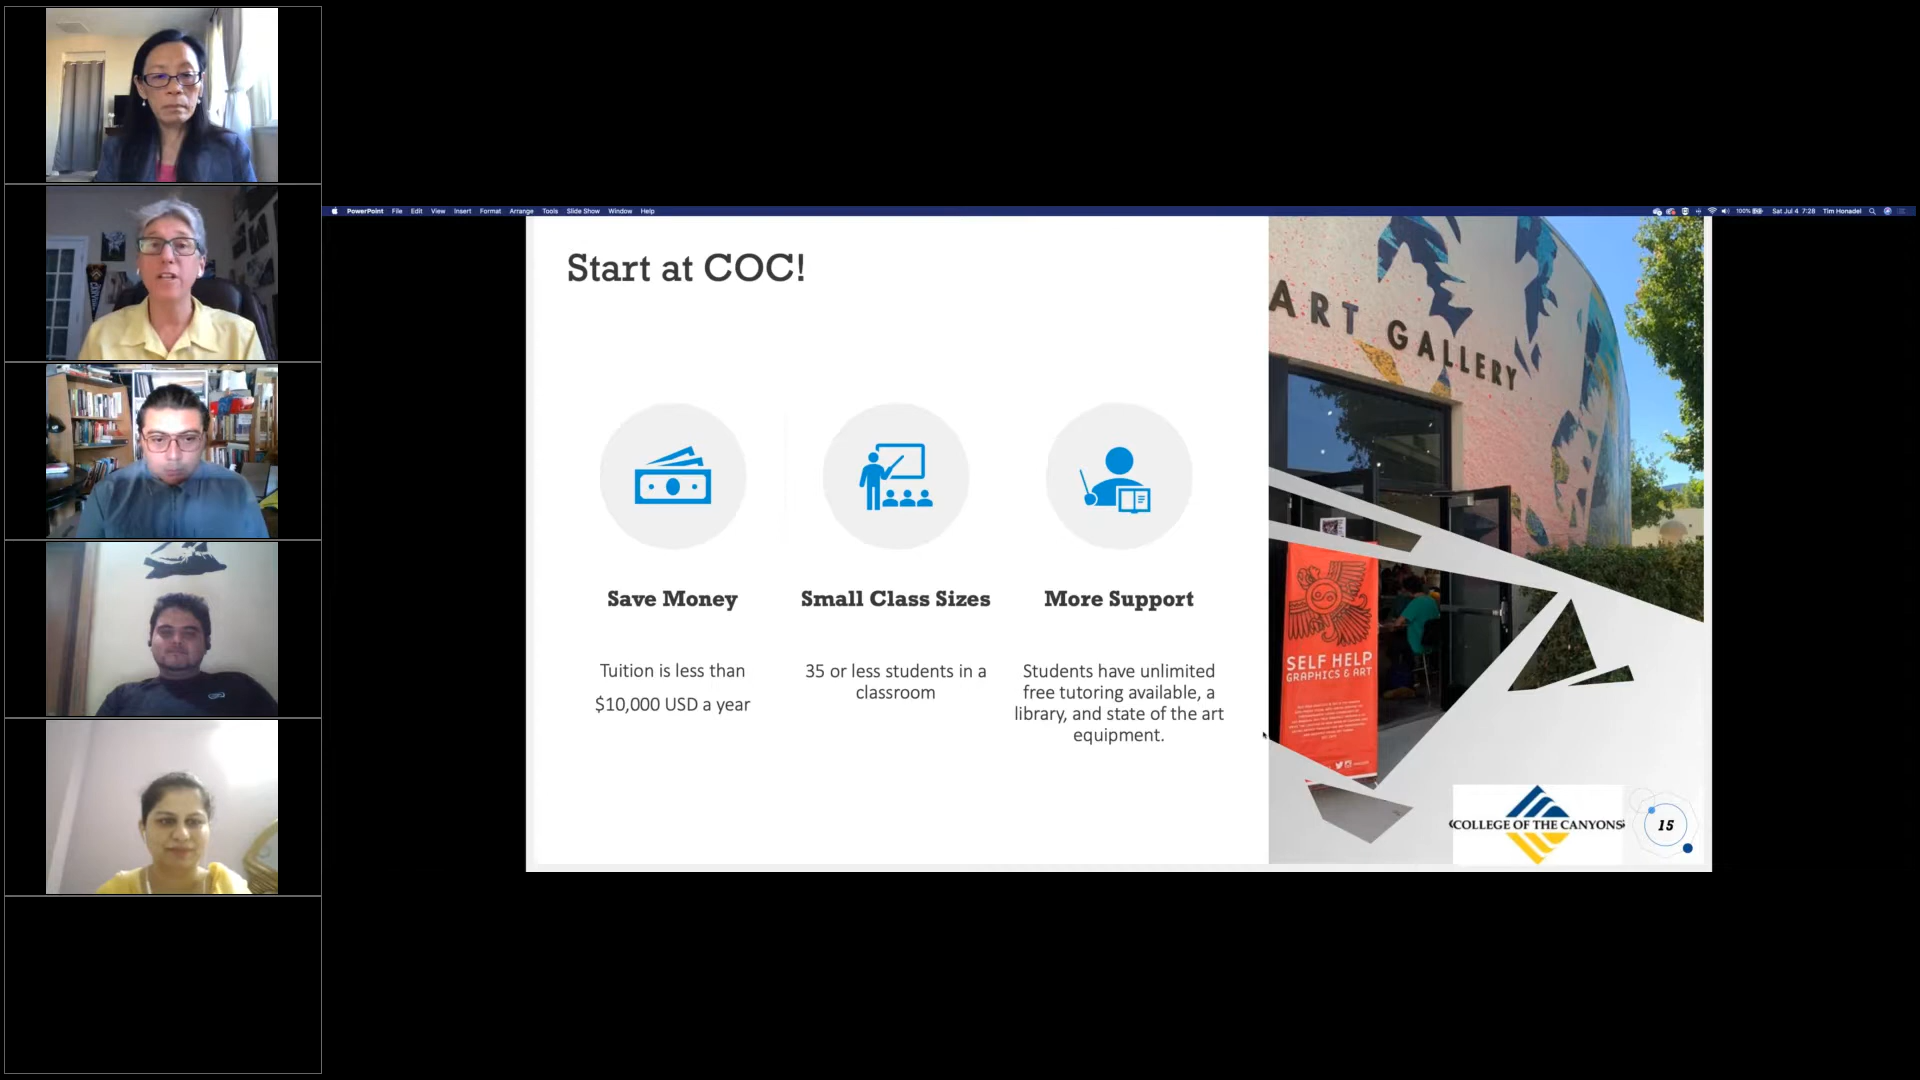 PowerPoint File Edit View Insert Format Arrange Tools Slide Show Window Help
100% Sat Jul 4 7:28 Tim Honadel
Start at COC!
Save Money
Tuition is less than
$10,000 USD a year
Small Class Sizes
35 or less students in a
classroom
More Support
Students have unlimited
free tutoring available, a
library, and state of the art
equipment.
ART GALLERY
SELF HELP
GRAPHICS & ART
COLLEGE OF THE CANYONS
15